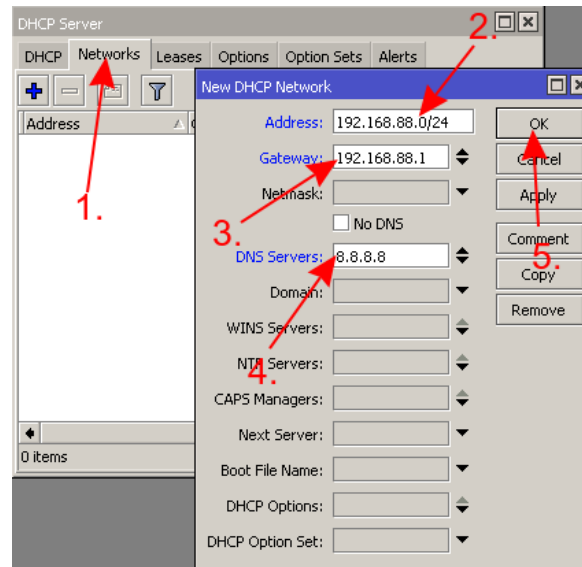 DHCP Server
DHCP Networks Leases Options Option Sets Alerts
2.
New DHCP Network
Address
Address: 192.168.88.0/24
OK
Gateway: 192.168.88.1
Cancel
Netmask:
Apply
1.
3.
No DNS
Comment
DNS Servers: 8.8.8.8
5.
Copy
Domain:
Remove
WINS Servers:
NTP Servers:
4.
CAPS Managers:
Next Server:
0 items
Boot File Name:
DHCP Options:
DHCP Option Set: